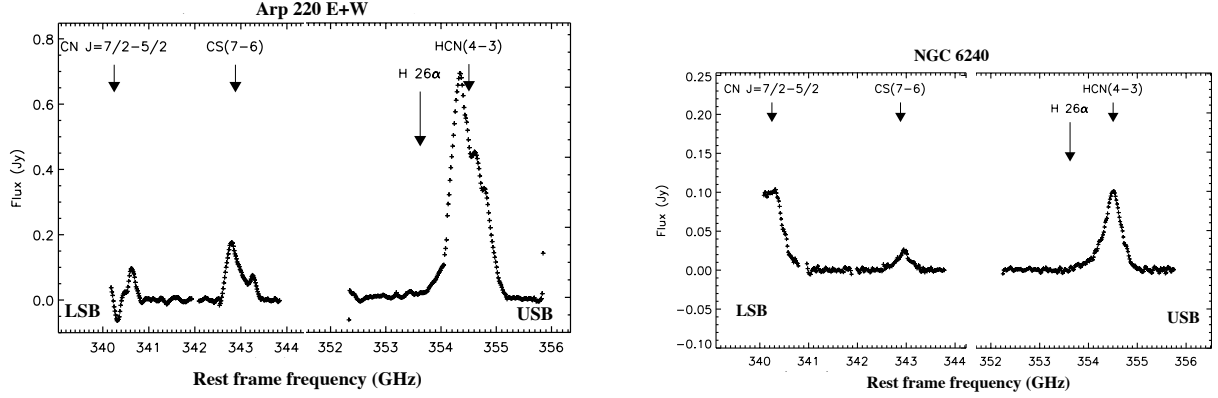 Arp 220 E+W
CN J=7/2−5/2 CS(7−6) HCN(4−3)
H 26α
Flux (Jy)
0.8
0.6
0.4
0.2
0.0
LSB USB
340 341 342 343 344 352 353 354 355 356
Rest frame frequency (GHz)
NGC 6240
CN J=7/2−5/2 CS(7−6) HCN(4−3)
H 26α
Flux (Jy)
0.25
0.20
0.15
0.10
0.05
0.00
−0.05
−0.10
LSB USB
340 341 342 343 344 352 353 354 355 356
Rest frame frequency (GHz)